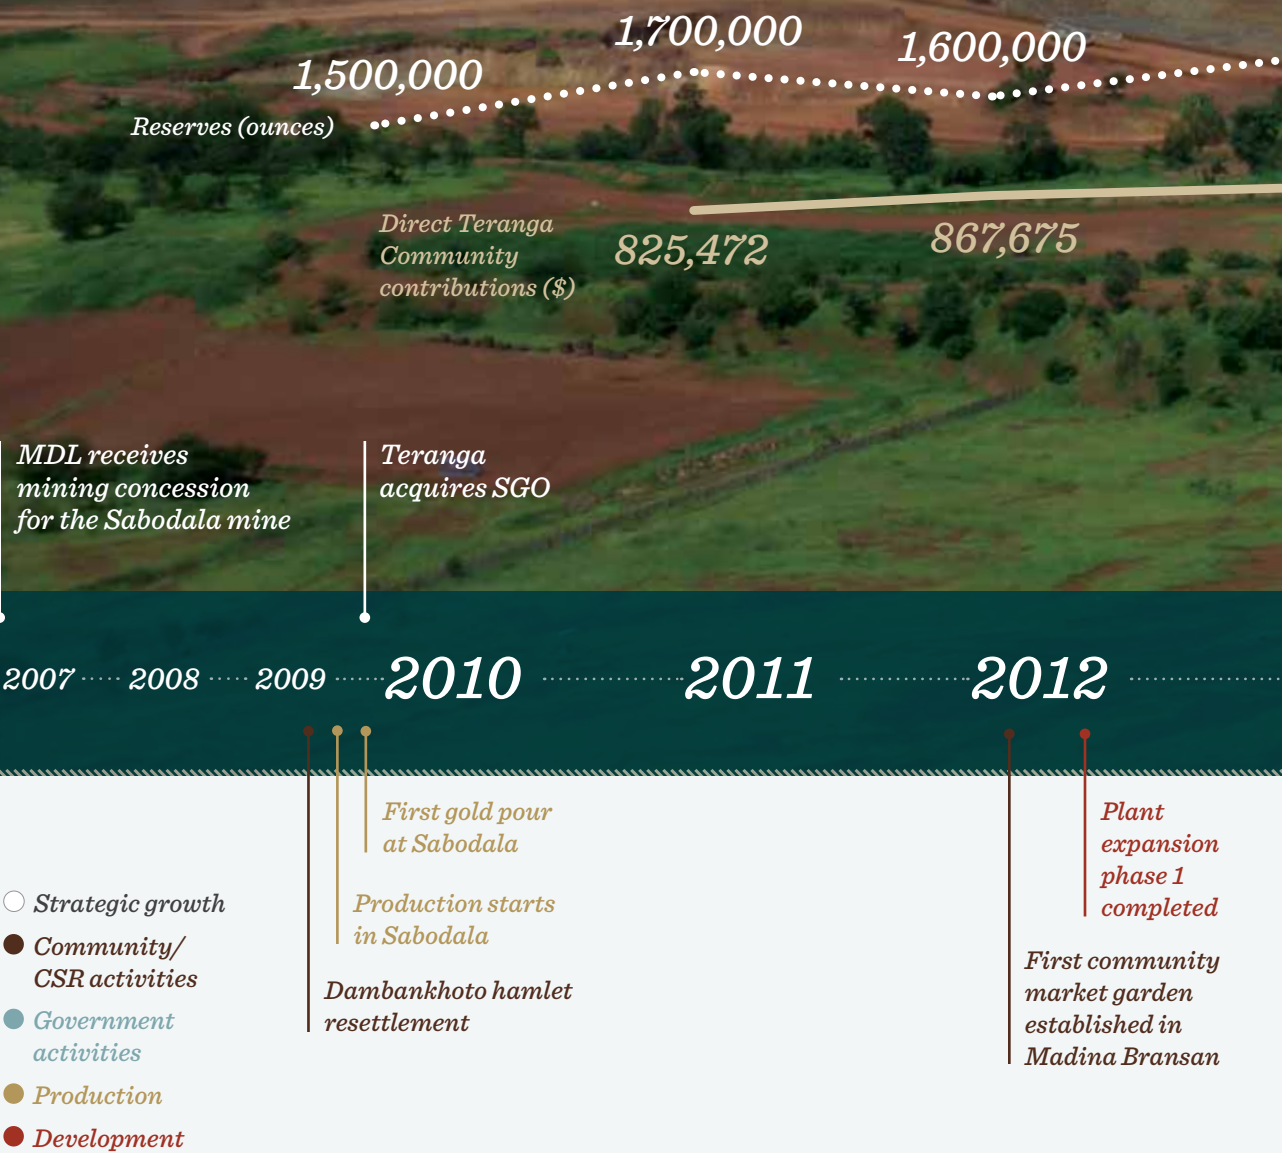 1,700,000
1,600,000
1,500,000
Reserves (ounces)
Direct Teranga
Community
contributions ($)
825,472
867,675
MDL receives
mining concession
for the Sabodala mine
Teranga
acquires SGO
2007
2008
2009
2010
2011
2012
First gold pour
at Sabodala
Production starts
in Sabodala
Dambankhoto hamlet
resettlement
Plant
expansion
phase 1
completed
First community
market garden
established in
Madina Bransan
Strategic growth
Community/
CSR activities
Government
activities
Production
Development